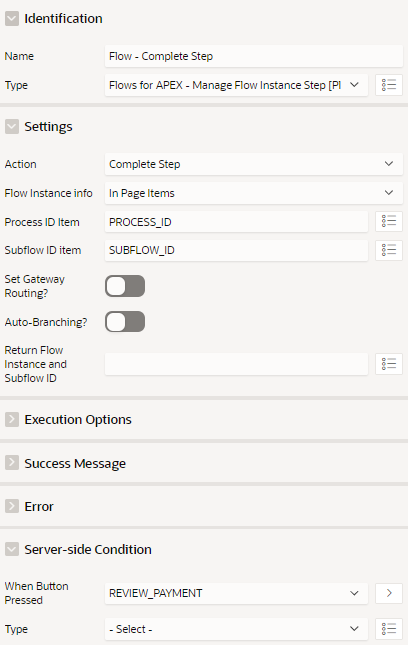 Identification
Name
Flow - Complete Step
Type
Flows for APEX - Manage Flow Instance Step [Pl
Settings
Action
Complete Step
Flow Instance info
In Page Items
Process ID Item
PROCESS_ID
Subflow ID item
SUBFLOW_ID
Set Gateway
Routing?
Auto-Branching?
Return Flow
Instance and
Subflow ID
Execution Options
Success Message
Error
Server-side Condition
When Button
Pressed
REVIEW_PAYMENT
Type
- Select -